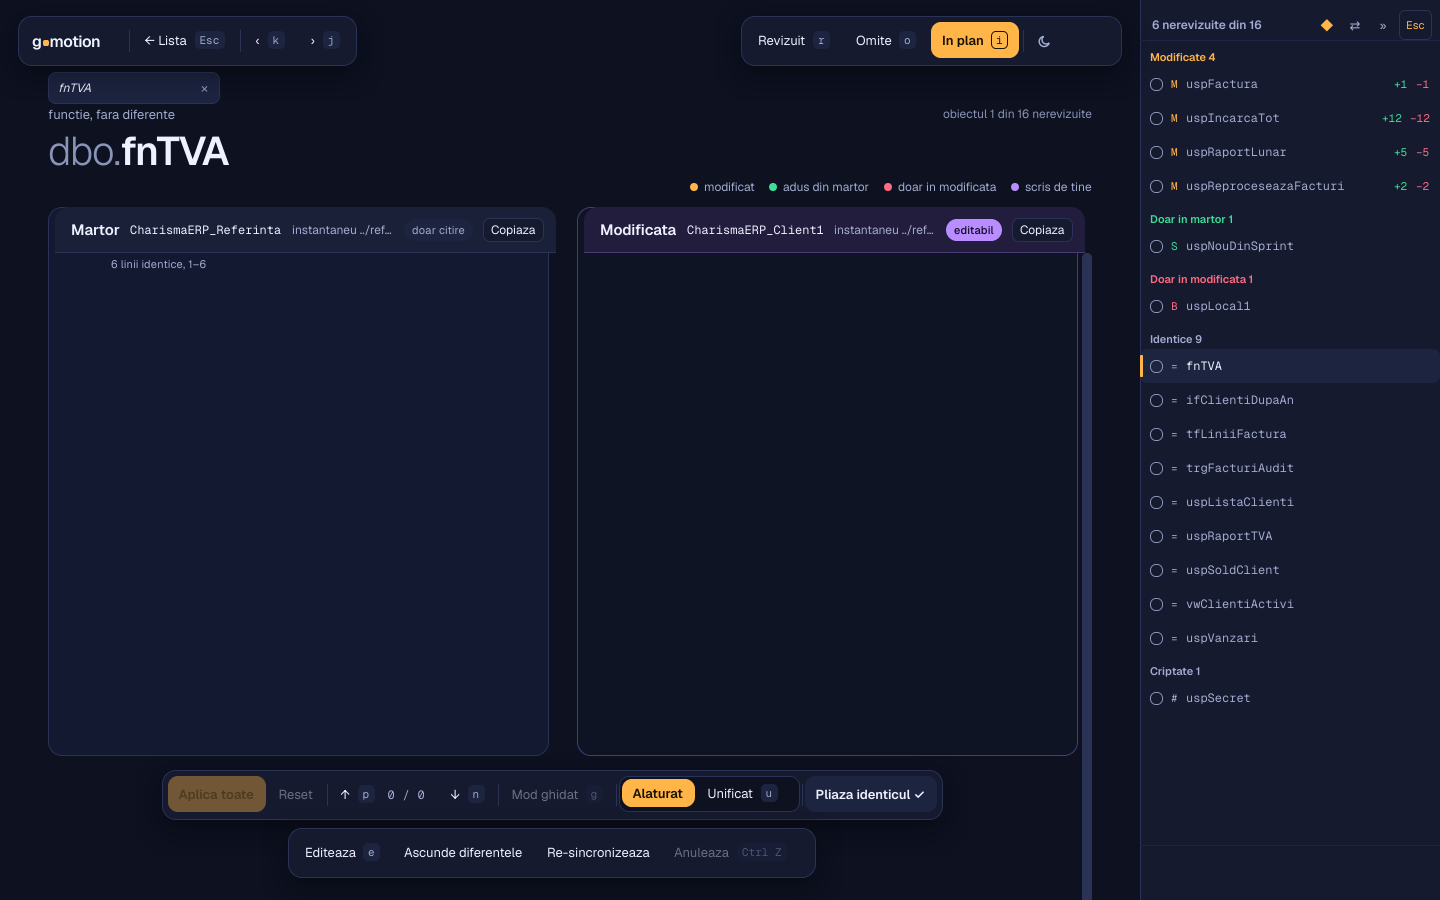 gmotion
← Lista Esc
‹ k
› j
Revizuit r
Omite o
In plan i
fnTVA ×
functie, fara diferente
obiectul 1 din 16 nerevizuite
dbo.fnTVA
modificat
adus din martor
doar in modificata
scris de tine
Martor CharismaERP_Referinta instantaneu ../ref… doar citire Copiaza
6 linii identice, 1–6
Modificata CharismaERP_Client1 instantaneu ../ref… editabil Copiaza
Aplica toate Reset ↑ p 0 / 0 ↓ n Mod ghidat g Alaturat Unificat u Pliaza identicul ✓
Editeaza e Ascunde diferentele Re-sincronizeaza Anuleaza Ctrl Z
6 nerevizuite din 16 ⇄ » Esc
Modificate 4
M uspFactura +1 −1
M uspIncarcaTot +12 −12
M uspRaportLunar +5 −5
M uspReproceseazaFacturi +2 −2
Doar in martor 1
S uspNouDinSprint
Doar in modificata 1
B uspLocal1
Identice 9
= fnTVA
= ifClientiDupaAn
= tfLiniiFactura
= trgFacturiAudit
= uspListaClienti
= uspRaportTVA
= uspSoldClient
= vwClientiActivi
= uspVanzari
Criptate 1
# uspSecret